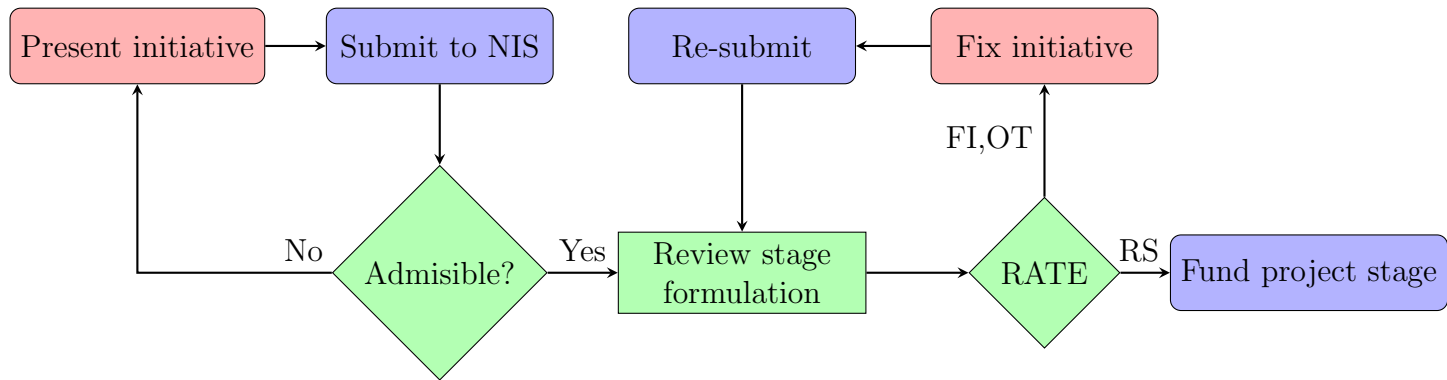 Present initiative
Submit to NIS
Re-submit
Fix initiative
FI,OT
No
Admisible?
Yes
Review stage
formulation
RATE
RS
Fund project stage